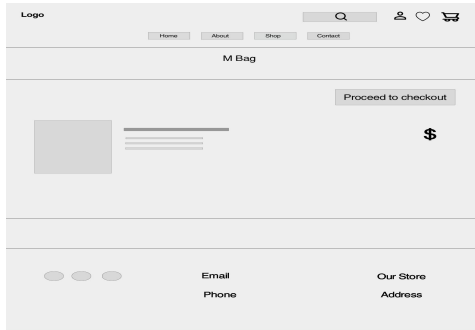 Logo
Home About Shop Contact
M Bag
Proceed to checkout
$
Email Our Store
Phone Address